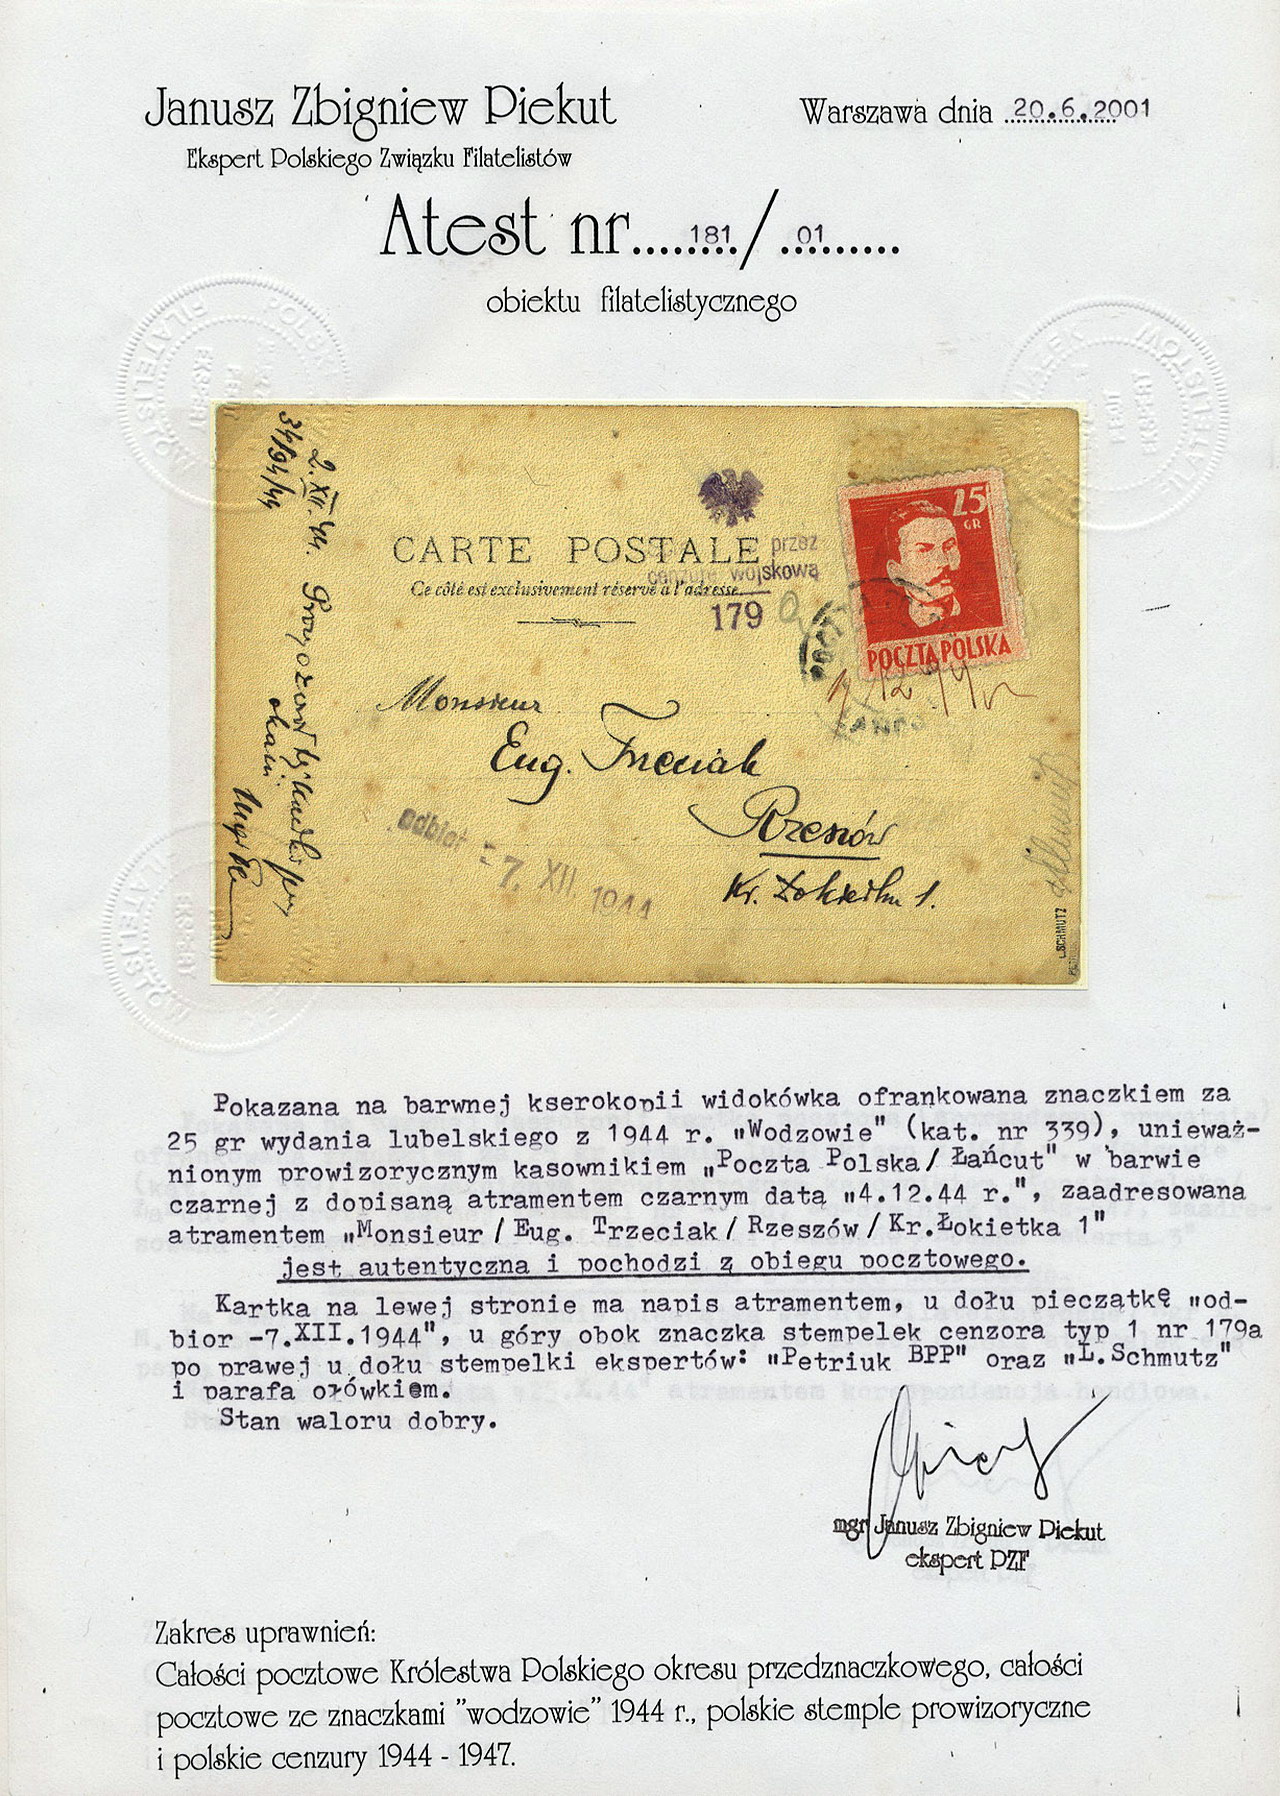 Janusz Zbigniew Piekut
Warszawa dnia 20.6.2001
Ekspert Polskiego Związku Filatelistów
Atest nr....181/.01......
obiektu filatelistycznego
2.XII.44.
34/94/44
25
GR
CARTE POSTALE
przez
cenzurę wojskową
Ce côté est exclusivement réservé à l'adresse.
179
POCZTA POLSKA
Monsieur
Eug. Trzeciak
Rzeszów
Kr. Łokietka 1.
odbiór -7. XII. 1944
L.SCHMUTZ
Pokazana na barwnej kserokopii widokówka ofrankowana znaczkiem za
25 gr wydania lubelskiego z 1944 r. "Wodzowie" (kat. nr 339), unieważ-
nionym prowizorycznym kasownikiem "Poczta Polska/Łańcut" w barwie
czarnej z dopisaną atramentem czarnym datą "4.12.44 r.", zaadresowana
atramentem "Monsieur/Eug. Trzeciak/Rzeszów/Kr.Łokietka 1"
jest autentyczna i pochodzi z obiegu pocztowego.
Kartka na lewej stronie ma napis atramentem, u dołu pieczątkę "od-
biór -7.XII.1944", u góry obok znaczka stempelek cenzora typ 1 nr 179a
po prawej u dołu stempelki ekspertów: "Petriuk BPP" oraz "L.Schmutz"
i parafa ołówkiem.
Stan waloru dobry.
mgr Janusz Zbigniew Piekut
ekspert PZF
Zakres uprawnień:
Całości pocztowe Królestwa Polskiego okresu przedznaczkowego, całości
pocztowe ze znaczkami "wodzowie" 1944 r., polskie stemple prowizoryczne
i polskie cenzury 1944 - 1947.